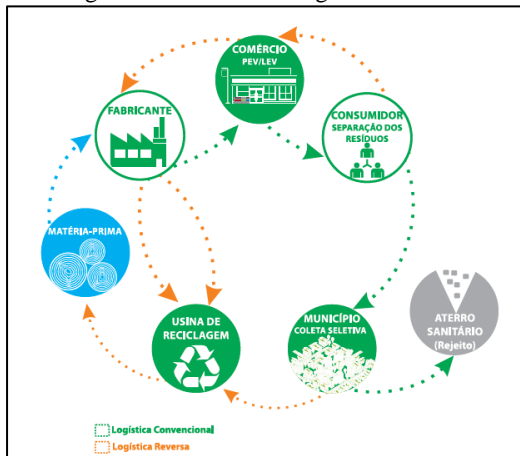 COMÉRCIO
PEV/LEV
FABRICANTE
CONSUMIDOR
SEPARAÇÃO DOS
RESÍDUOS
MATÉRIA-PRIMA
USINA DE
RECICLAGEM
MUNICÍPIO
COLETA SELETIVA
ATERRO
SANITÁRIO
(Rejeito)
Logística Convencional
Logística Reversa